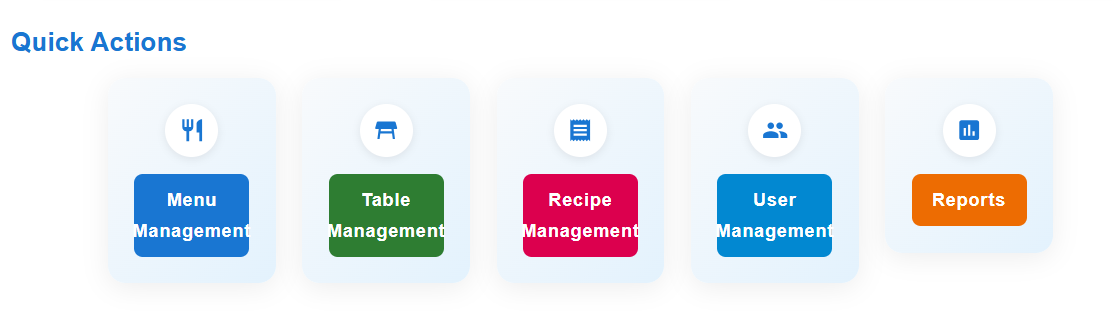 Quick Actions
Menu
Management
Table
Management
Recipe
Management
User
Management
Reports